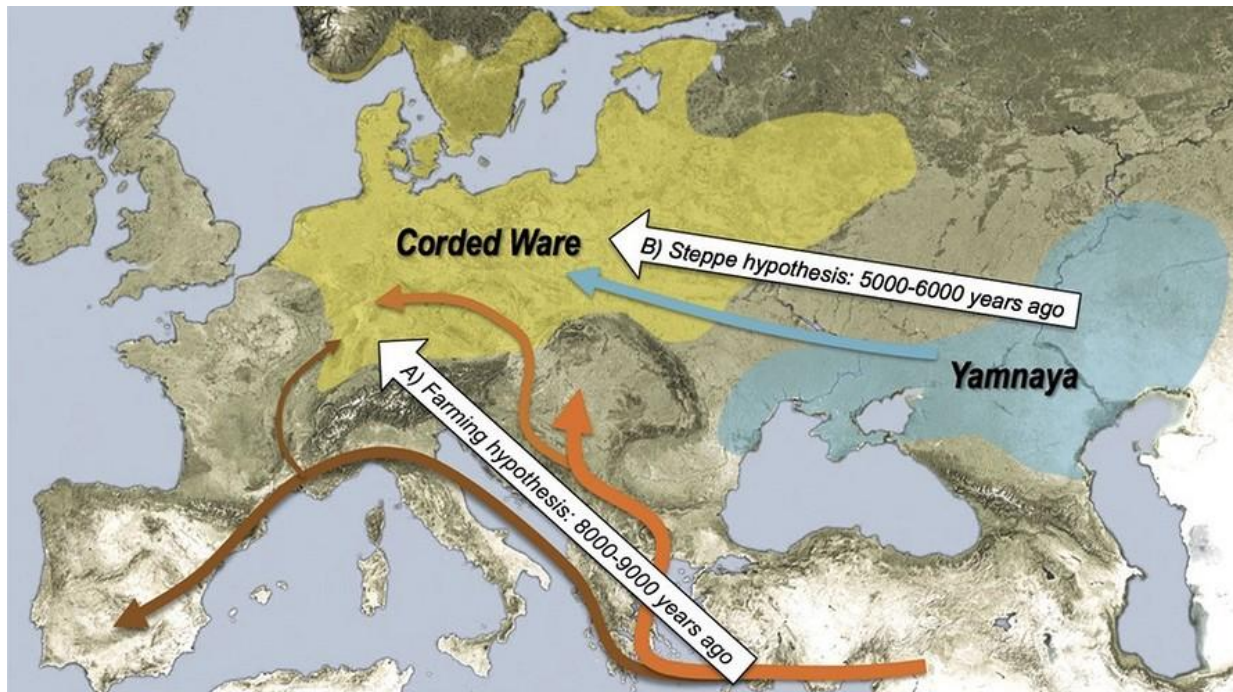 Corded Ware
B) Steppe hypothesis: 5000-6000 years ago
Yamnaya
A) Farming hypothesis: 8000-9000 years ago